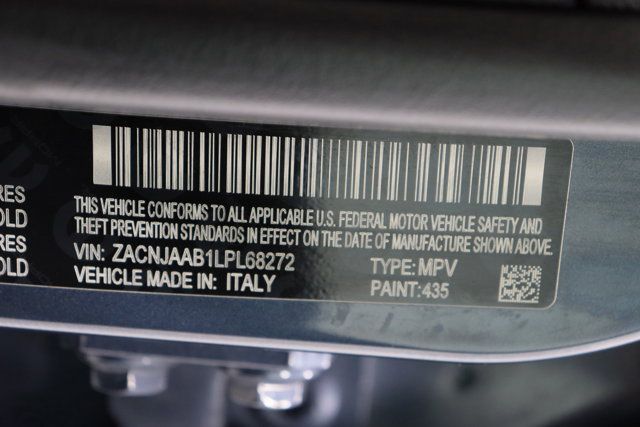 RES
OLD
RES
OLD
THIS VEHICLE CONFORMS TO ALL APPLICABLE U.S. FEDERAL MOTOR VEHICLE SAFETY AND
THEFT PREVENTION STANDARDS IN EFFECT ON THE DATE OF MANUFACTURE SHOWN ABOVE.
VIN: ZACNJAAB1LPL68272 TYPE: MPV
VEHICLE MADE IN ITALY PAINT: 435